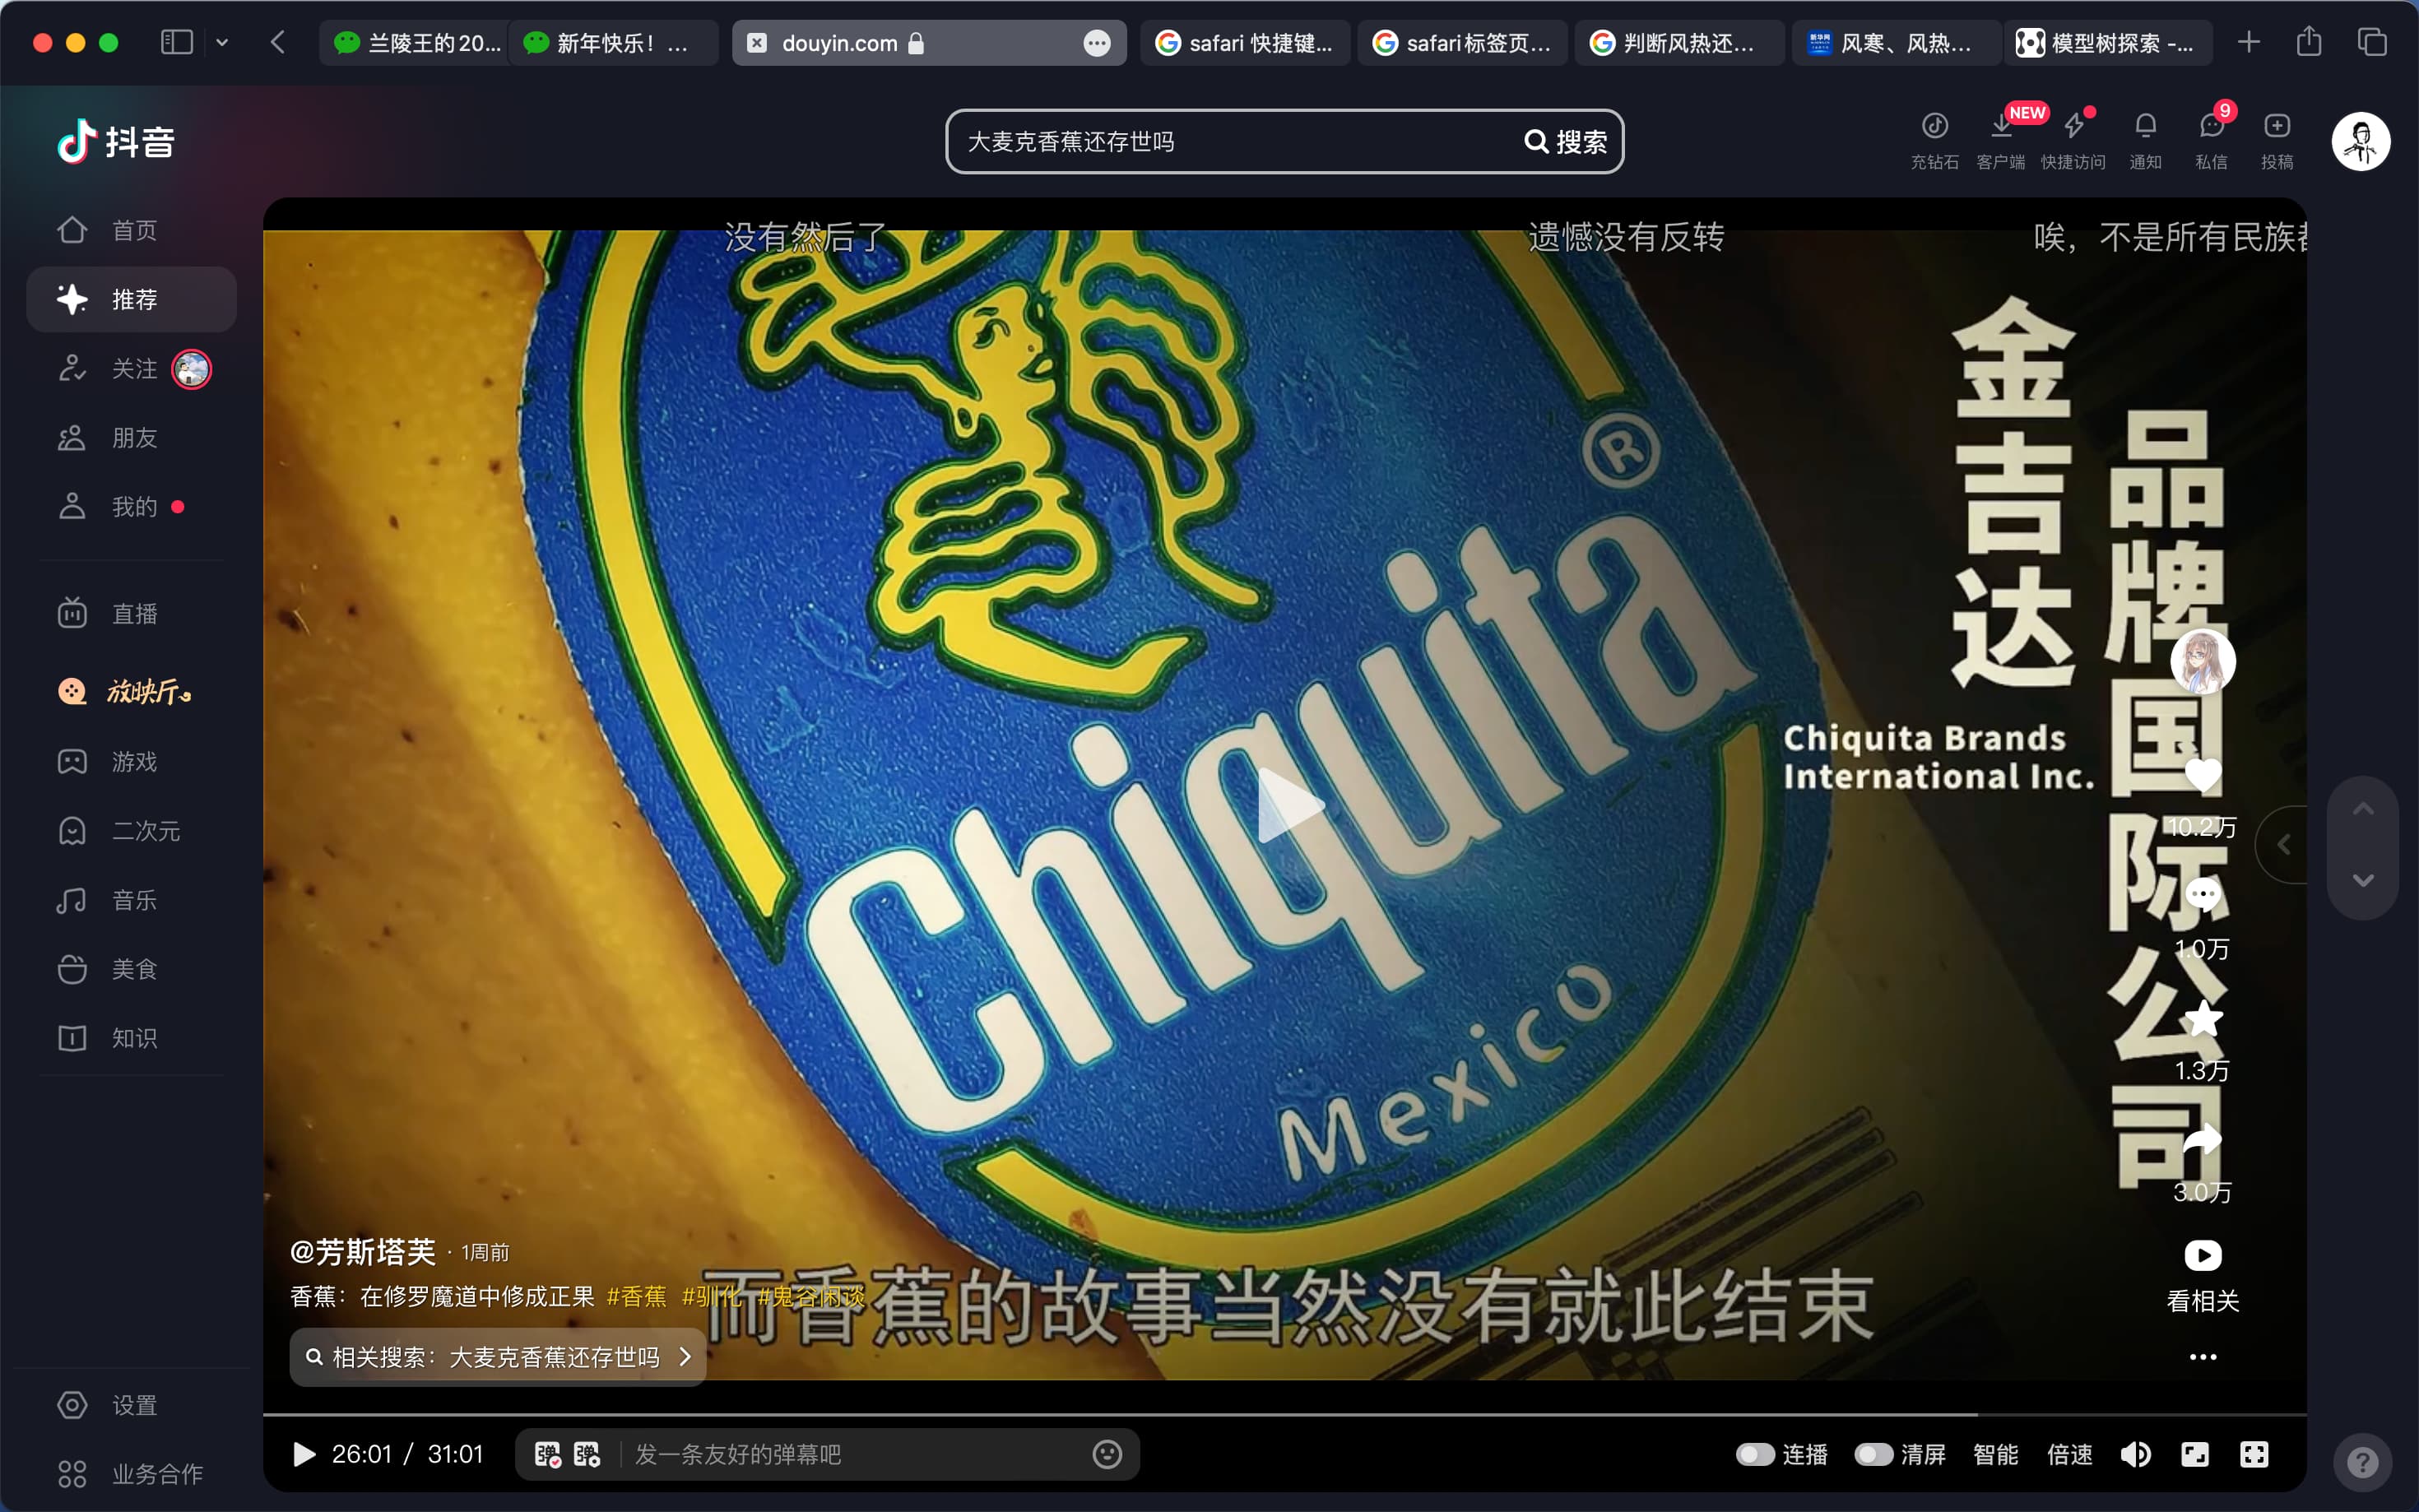 兰陵王的20...
新年快乐！...
douyin.com
safari 快捷键...
safari标签页...
判断风热还...
风寒、风热...
模型树探索 -...
抖音
大麦克香蕉还存世吗
搜索
充钻石
NEW
客户端
快捷访问
通知
9
私信
投稿
首页
推荐
关注
朋友
我的
直播
放映厅
游戏
二次元
音乐
美食
知识
设置
业务合作
没有然后了
遗憾没有反转
唉，不是所有民族都
金吉达
品牌国际公司
Chiquita Brands
International Inc.
®
Chiquita
Mexico
10.2万
1.0万
1.3万
3.0万
看相关
@芳斯塔芙 · 1周前
香蕉：在修罗魔道中修成正果 #香蕉 #驯化 #鬼谷闲谈
而香蕉的故事当然没有就此结束
相关搜索：大麦克香蕉还存世吗
26:01 / 31:01
弹 弹
发一条友好的弹幕吧
连播
清屏
智能
倍速